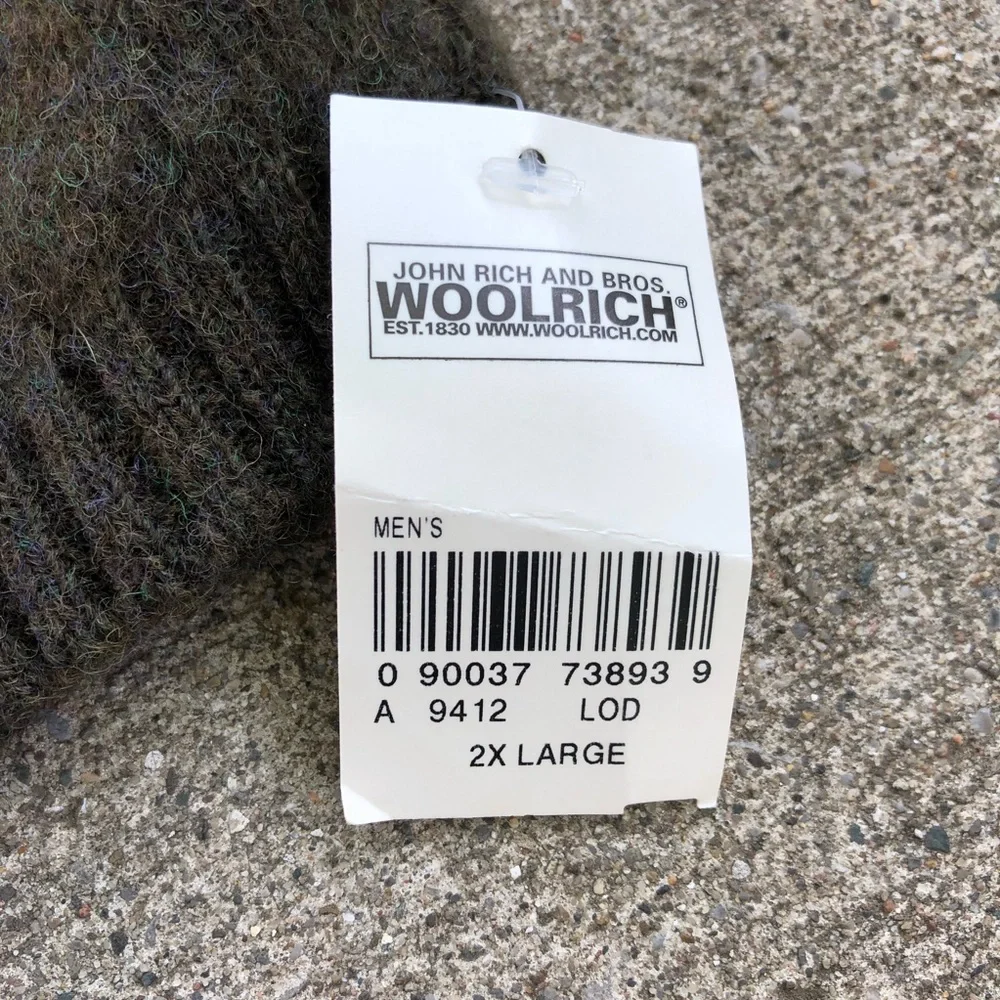 JOHN RICH AND BROS.
WOOLRICH®
EST.1830 WWW.WOOLRICH.COM
MEN'S
0 90037 73893 9
A 9412 LOD
2X LARGE